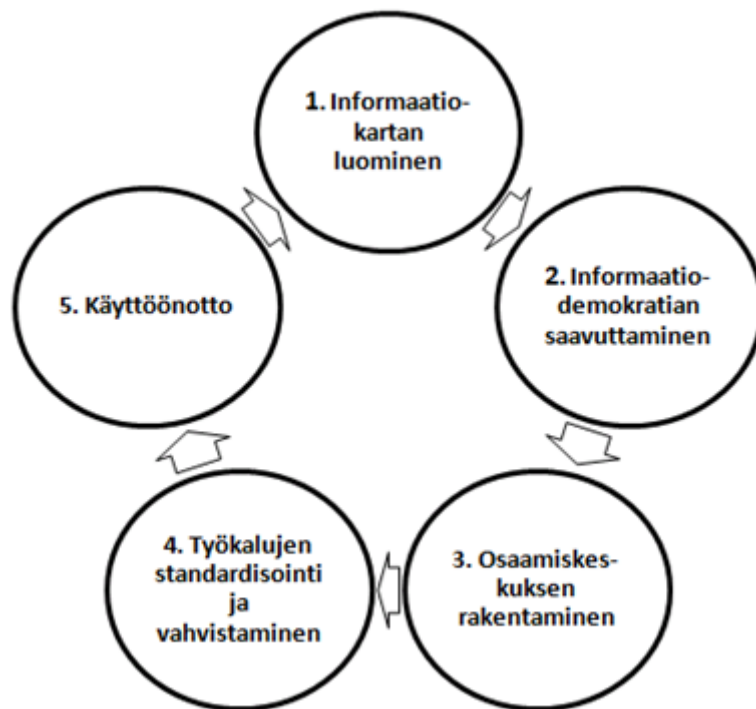 1. Informaatio-
kartan
luominen
2. Informaatio-
demokratian
saavuttaminen
3. Osaamiskes-
kuksen
rakentaminen
4. Työkalujen
standardisointi
ja
vahvistaminen
5. Käyttöönotto